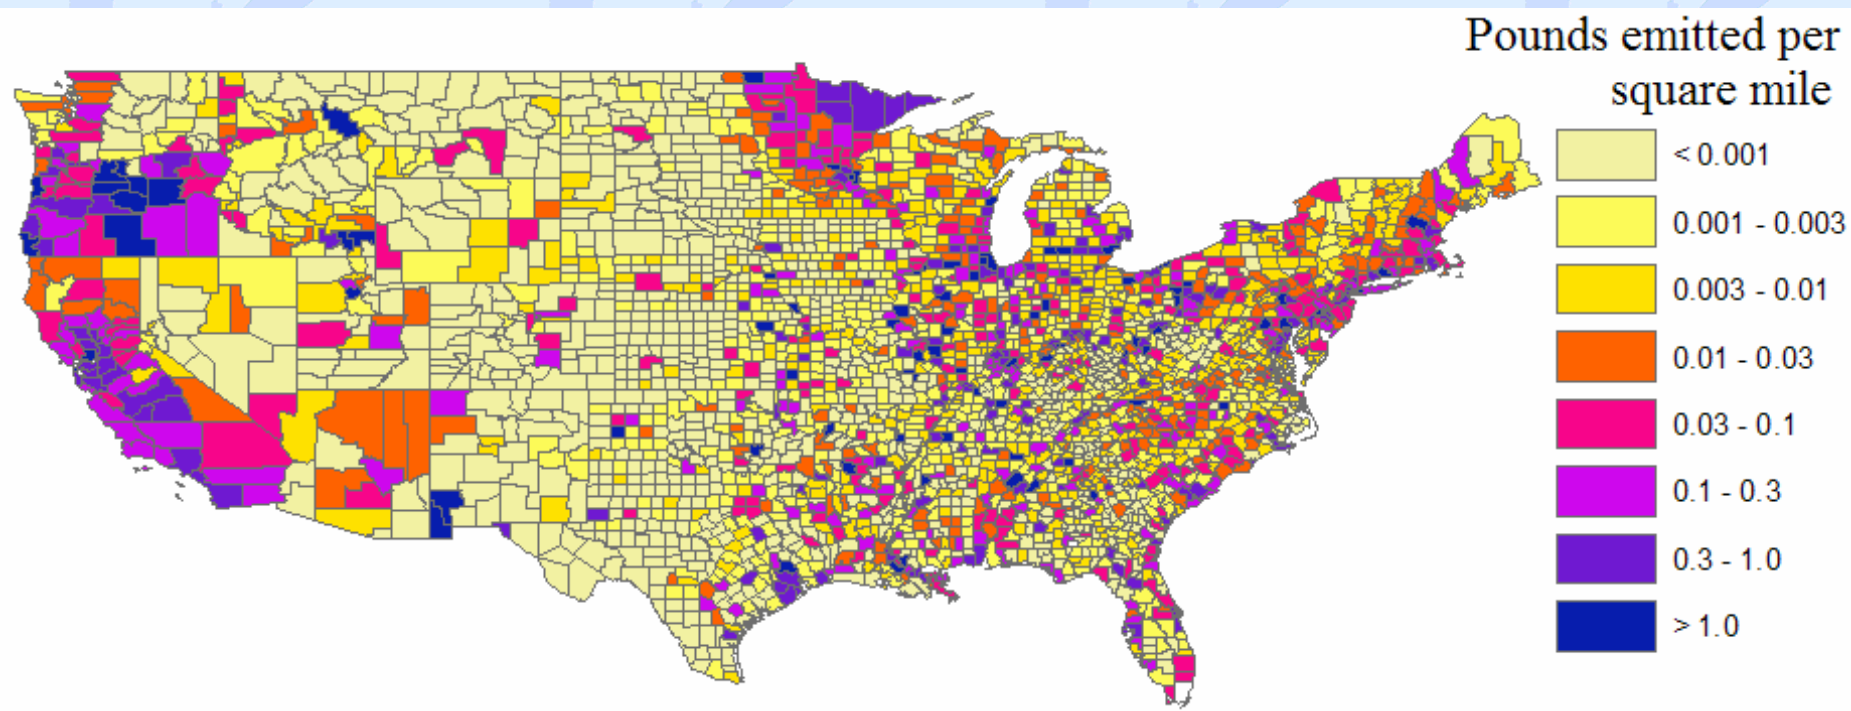 Pounds emitted per
square mile
< 0.001
0.001 - 0.003
0.003 - 0.01
0.01 - 0.03
0.03 - 0.1
0.1 - 0.3
0.3 - 1.0
> 1.0